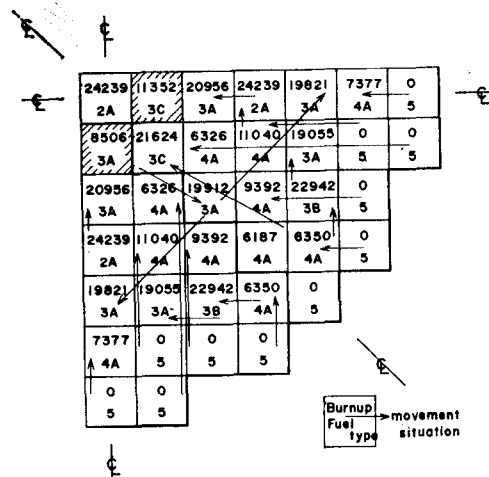 ℄
℄
24239 11352 20956 24239 19821 7377 0
2A 3C 3A 2A 3A 4A 5
℄ ℄
8506 21624 6326 11040 19055 0 0
3A 3C 4A 4A 3A 5 5
20956 6326 19912 9392 22942 0
3A 4A 3A 4A 3B 5
24239 11040 9392 6187 6350 0
2A 4A 4A 4A 4A 5
19821 19055 22942 6350 0
3A 3A 3B 4A 5
7377 0 0 0
4A 5 5 5
℄
0 0
5 5
℄
Burnup
Fuel
type
movement
situation